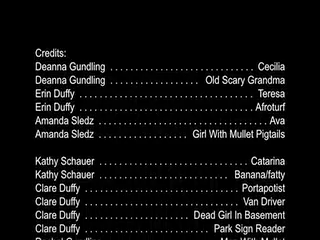 Credits:
Deanna Gundling . . . . . . . . . . . . . . . . . . . . . . . . . . . Cecilia
Deanna Gundling . . . . . . . . . . . . . . . . . . Old Scary Grandma
Erin Duffy . . . . . . . . . . . . . . . . . . . . . . . . . . . . . . . . Teresa
Erin Duffy . . . . . . . . . . . . . . . . . . . . . . . . . . . . . . . Afroturf
Amanda Sledz . . . . . . . . . . . . . . . . . . . . . . . . . . . . . . . . Ava
Amanda Sledz . . . . . . . . . . . . . . . . . . Girl With Mullet Pigtails
Kathy Schauer . . . . . . . . . . . . . . . . . . . . . . . . . . . Catarina
Kathy Schauer . . . . . . . . . . . . . . . . . . . . . . . . Banana/fatty
Clare Duffy . . . . . . . . . . . . . . . . . . . . . . . . . . . Portapotist
Clare Duffy . . . . . . . . . . . . . . . . . . . . . . . . . . . Van Driver
Clare Duffy . . . . . . . . . . . . . . . . . . . Dead Girl In Basement
Clare Duffy . . . . . . . . . . . . . . . . . . . . . . Park Sign Reader